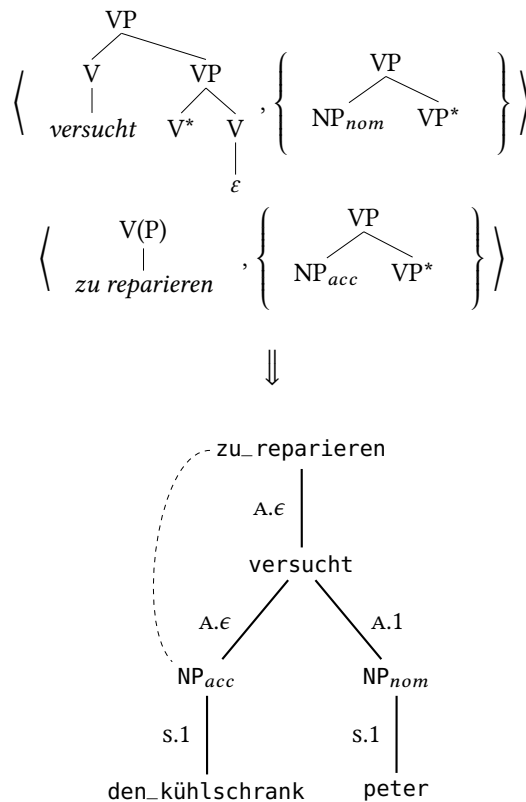 VP
V VP
versucht V* V
ε
, { VP
NP_nom VP* }
V(P)
zu reparieren
, { VP
NP_acc VP* }
⇓
zu_reparieren
A.ϵ
versucht
A.ϵ A.1
NP_acc NP_nom
S.1 S.1
den_kühlschrank peter